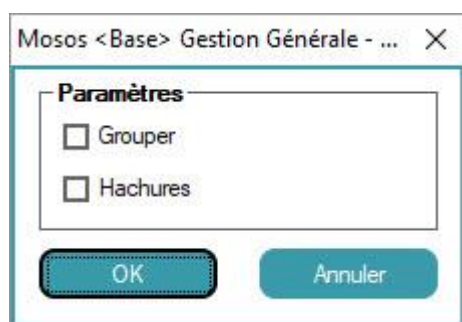 Mosos <Base> Gestion Générale - ...
Paramètres
Grouper
Hachures
OK
Annuler